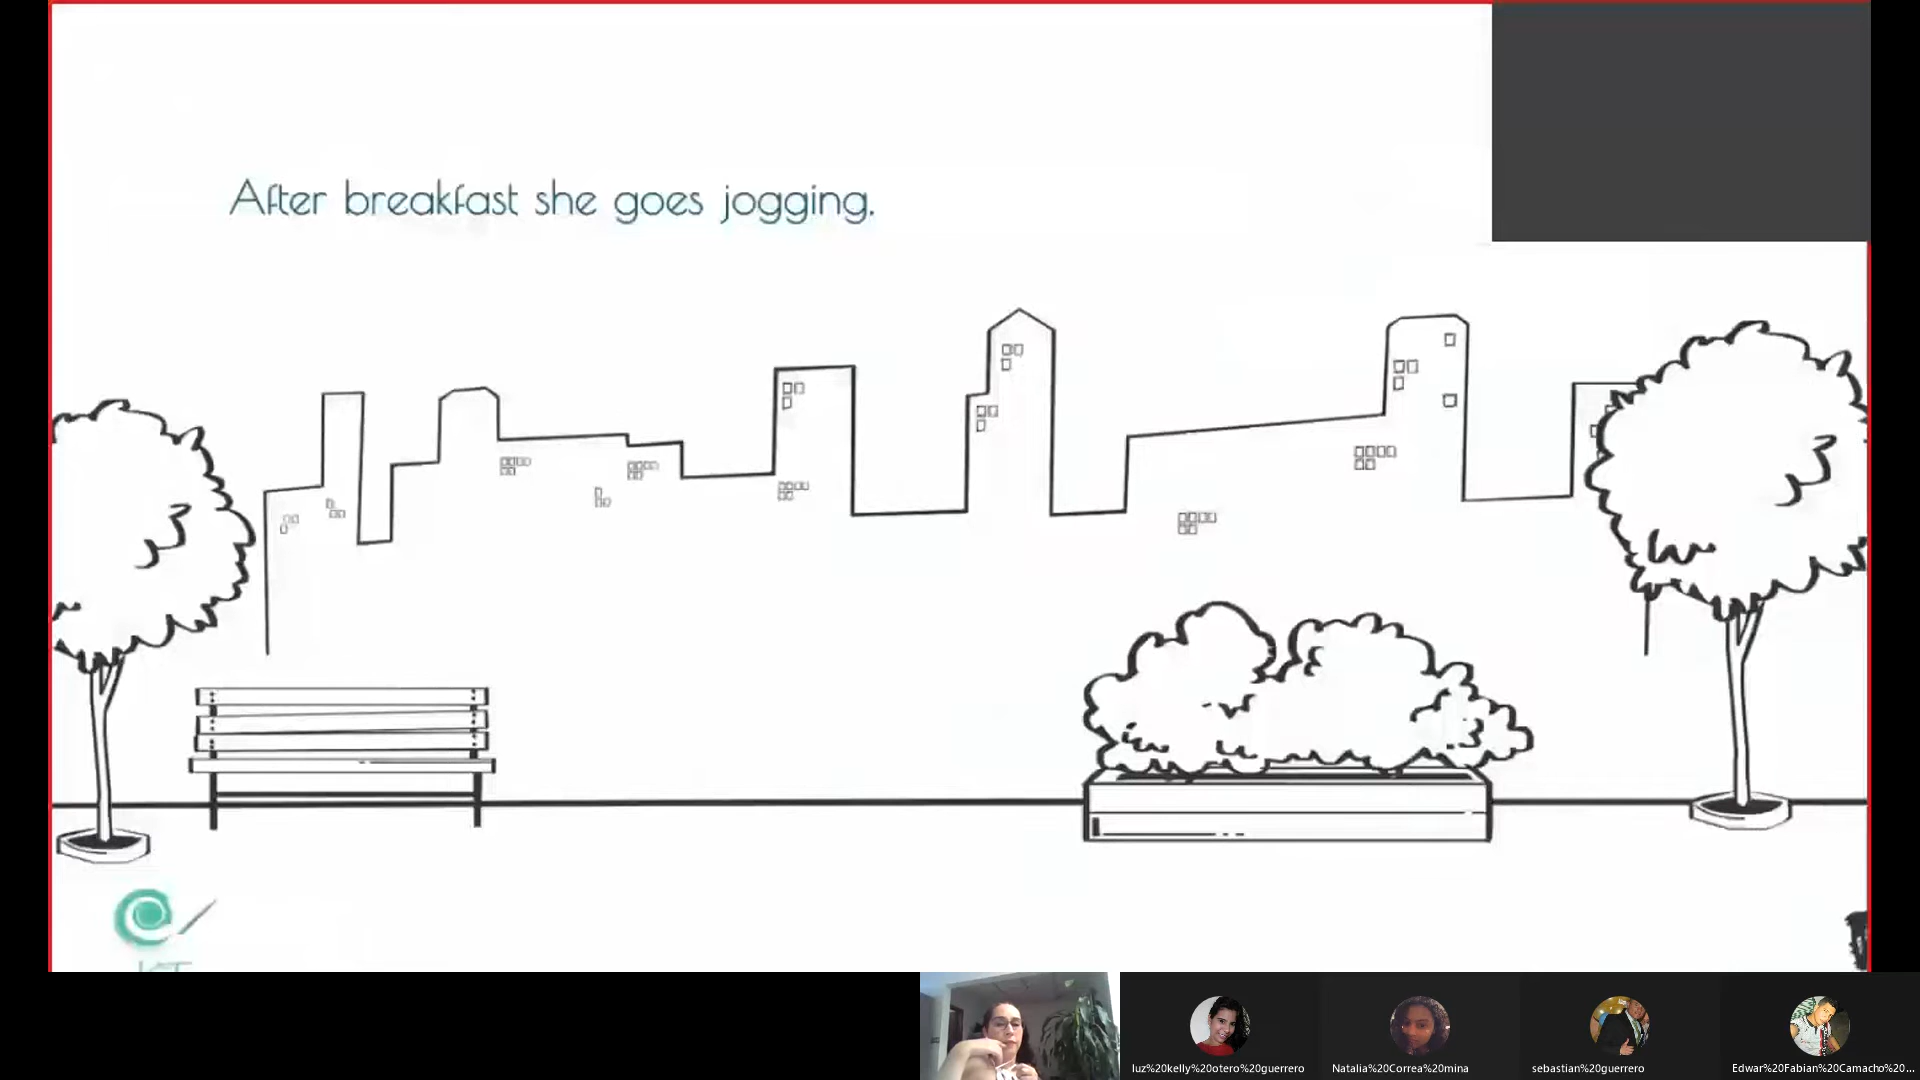 After breakfast she goes jogging.
luz%20kelly%20otero%20guerrero
Natalia%20Correa%20mina
sebastian%20guerrero
Edwar%20Fabian%20Camacho%20...